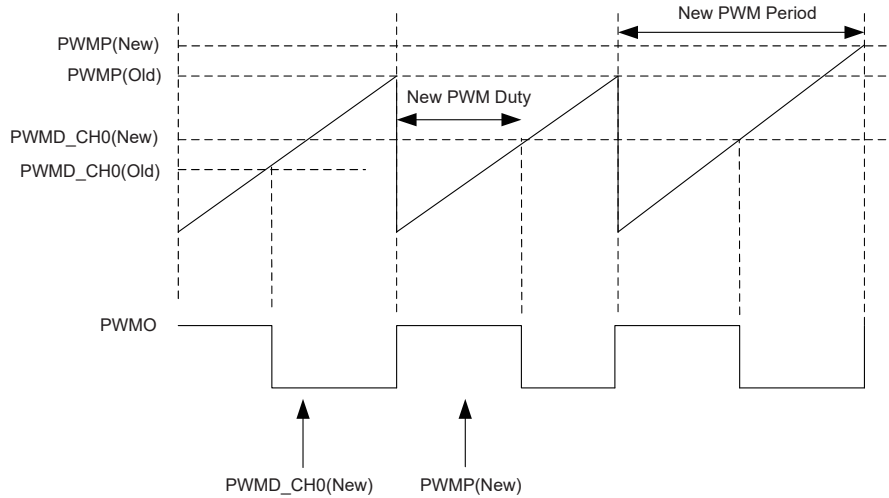 New PWM Period
PWMP(New)
PWMP(Old)
New PWM Duty
PWMD_CH0(New)
PWMD_CH0(Old)
PWMO
PWMD_CH0(New)
PWMP(New)